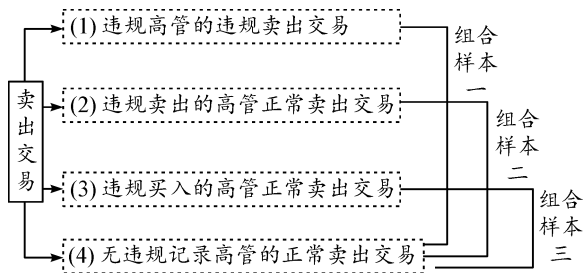 卖出交易
(1) 违规高管的违规卖出交易
(2) 违规卖出的高管正常卖出交易
(3) 违规买入的高管正常卖出交易
(4) 无违规记录高管的正常卖出交易
组合
样本
一
组合
样本
二
组合
样本
三